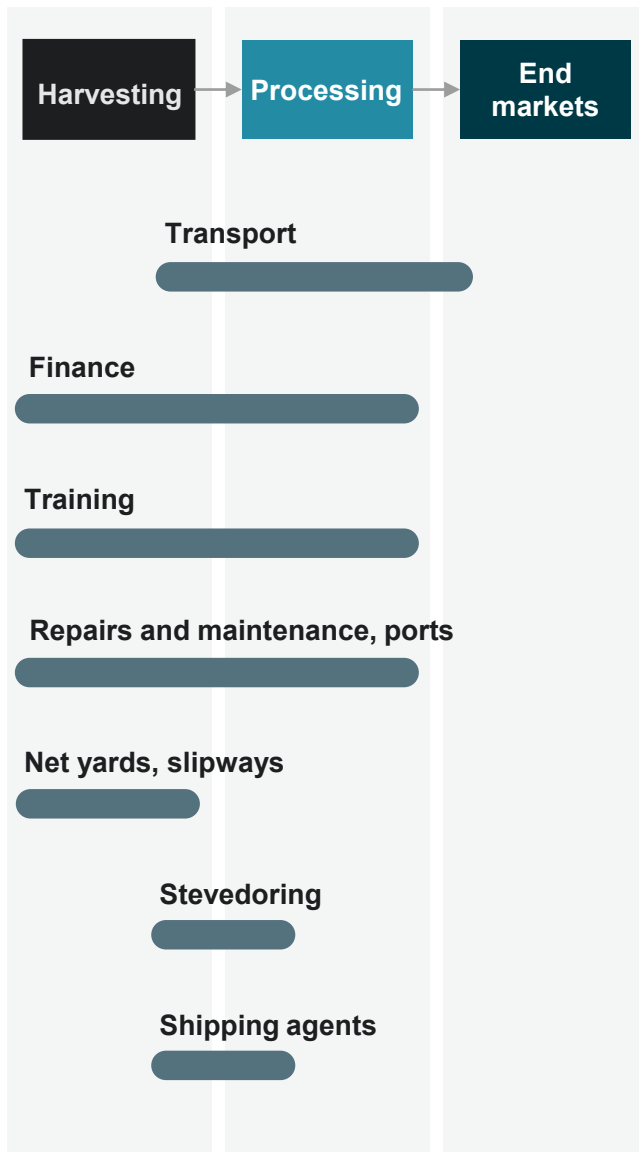 Harvesting
Processing
End
markets
Transport
Finance
Training
Repairs and maintenance, ports
Net yards, slipways
Stevedoring
Shipping agents